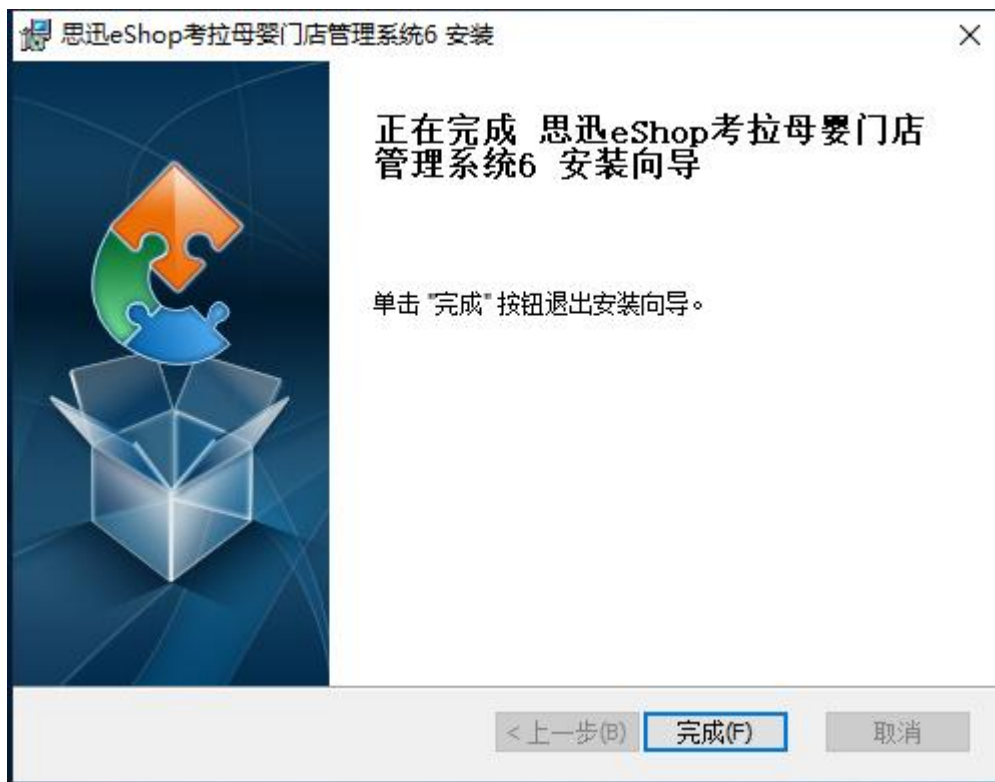 思迅eShop考拉母婴门店管理系统6 安装
正在完成 思迅eShop考拉母婴门店
管理系统6 安装向导
单击 "完成" 按钮退出安装向导。
<上一步(B)
完成(F)
取消